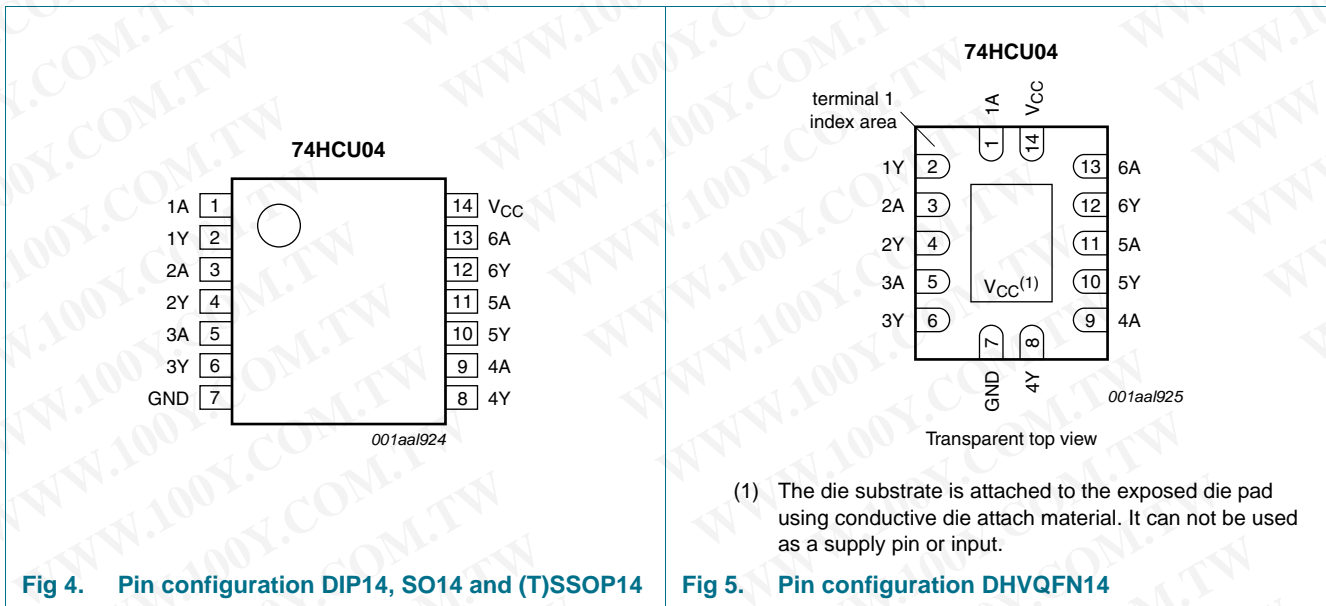 74HCU04
1A 1
1Y 2
2A 3
2Y 4
3A 5
3Y 6
GND 7
14 VCC
13 6A
12 6Y
11 5A
10 5Y
9 4A
8 4Y
001aal924
Fig 4. Pin configuration DIP14, SO14 and (T)SSOP14
74HCU04
terminal 1
index area
1A
VCC
1
14
1Y 2
2A 3
2Y 4
3A 5
3Y 6
13 6A
12 6Y
11 5A
10 5Y
9 4A
VCC(1)
7
8
GND
4Y
001aal925
Transparent top view
(1) The die substrate is attached to the exposed die pad
using conductive die attach material. It can not be used
as a supply pin or input.
Fig 5. Pin configuration DHVQFN14
WWW.100Y.COM.TW